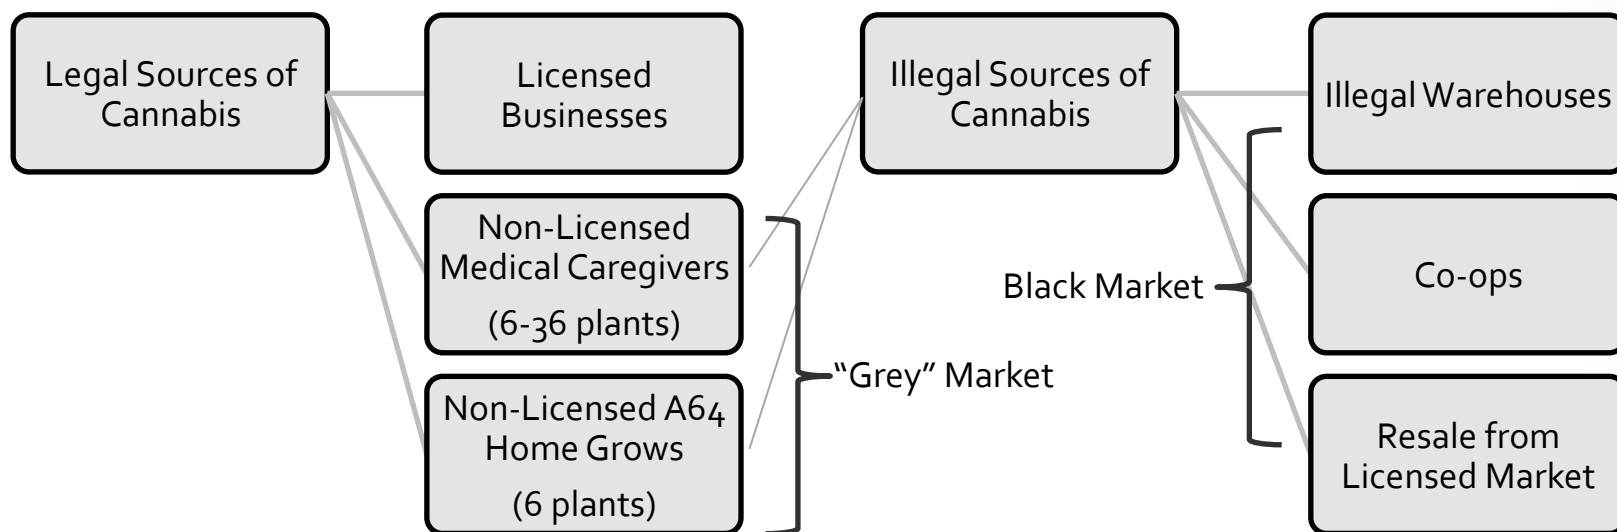 Legal Sources of
Cannabis
Licensed
Businesses
Non-Licensed
Medical Caregivers
(6-36 plants)
Non-Licensed A64
Home Grows
(6 plants)
“Grey” Market
Illegal Sources of
Cannabis
Black Market
Illegal Warehouses
Co-ops
Resale from
Licensed Market